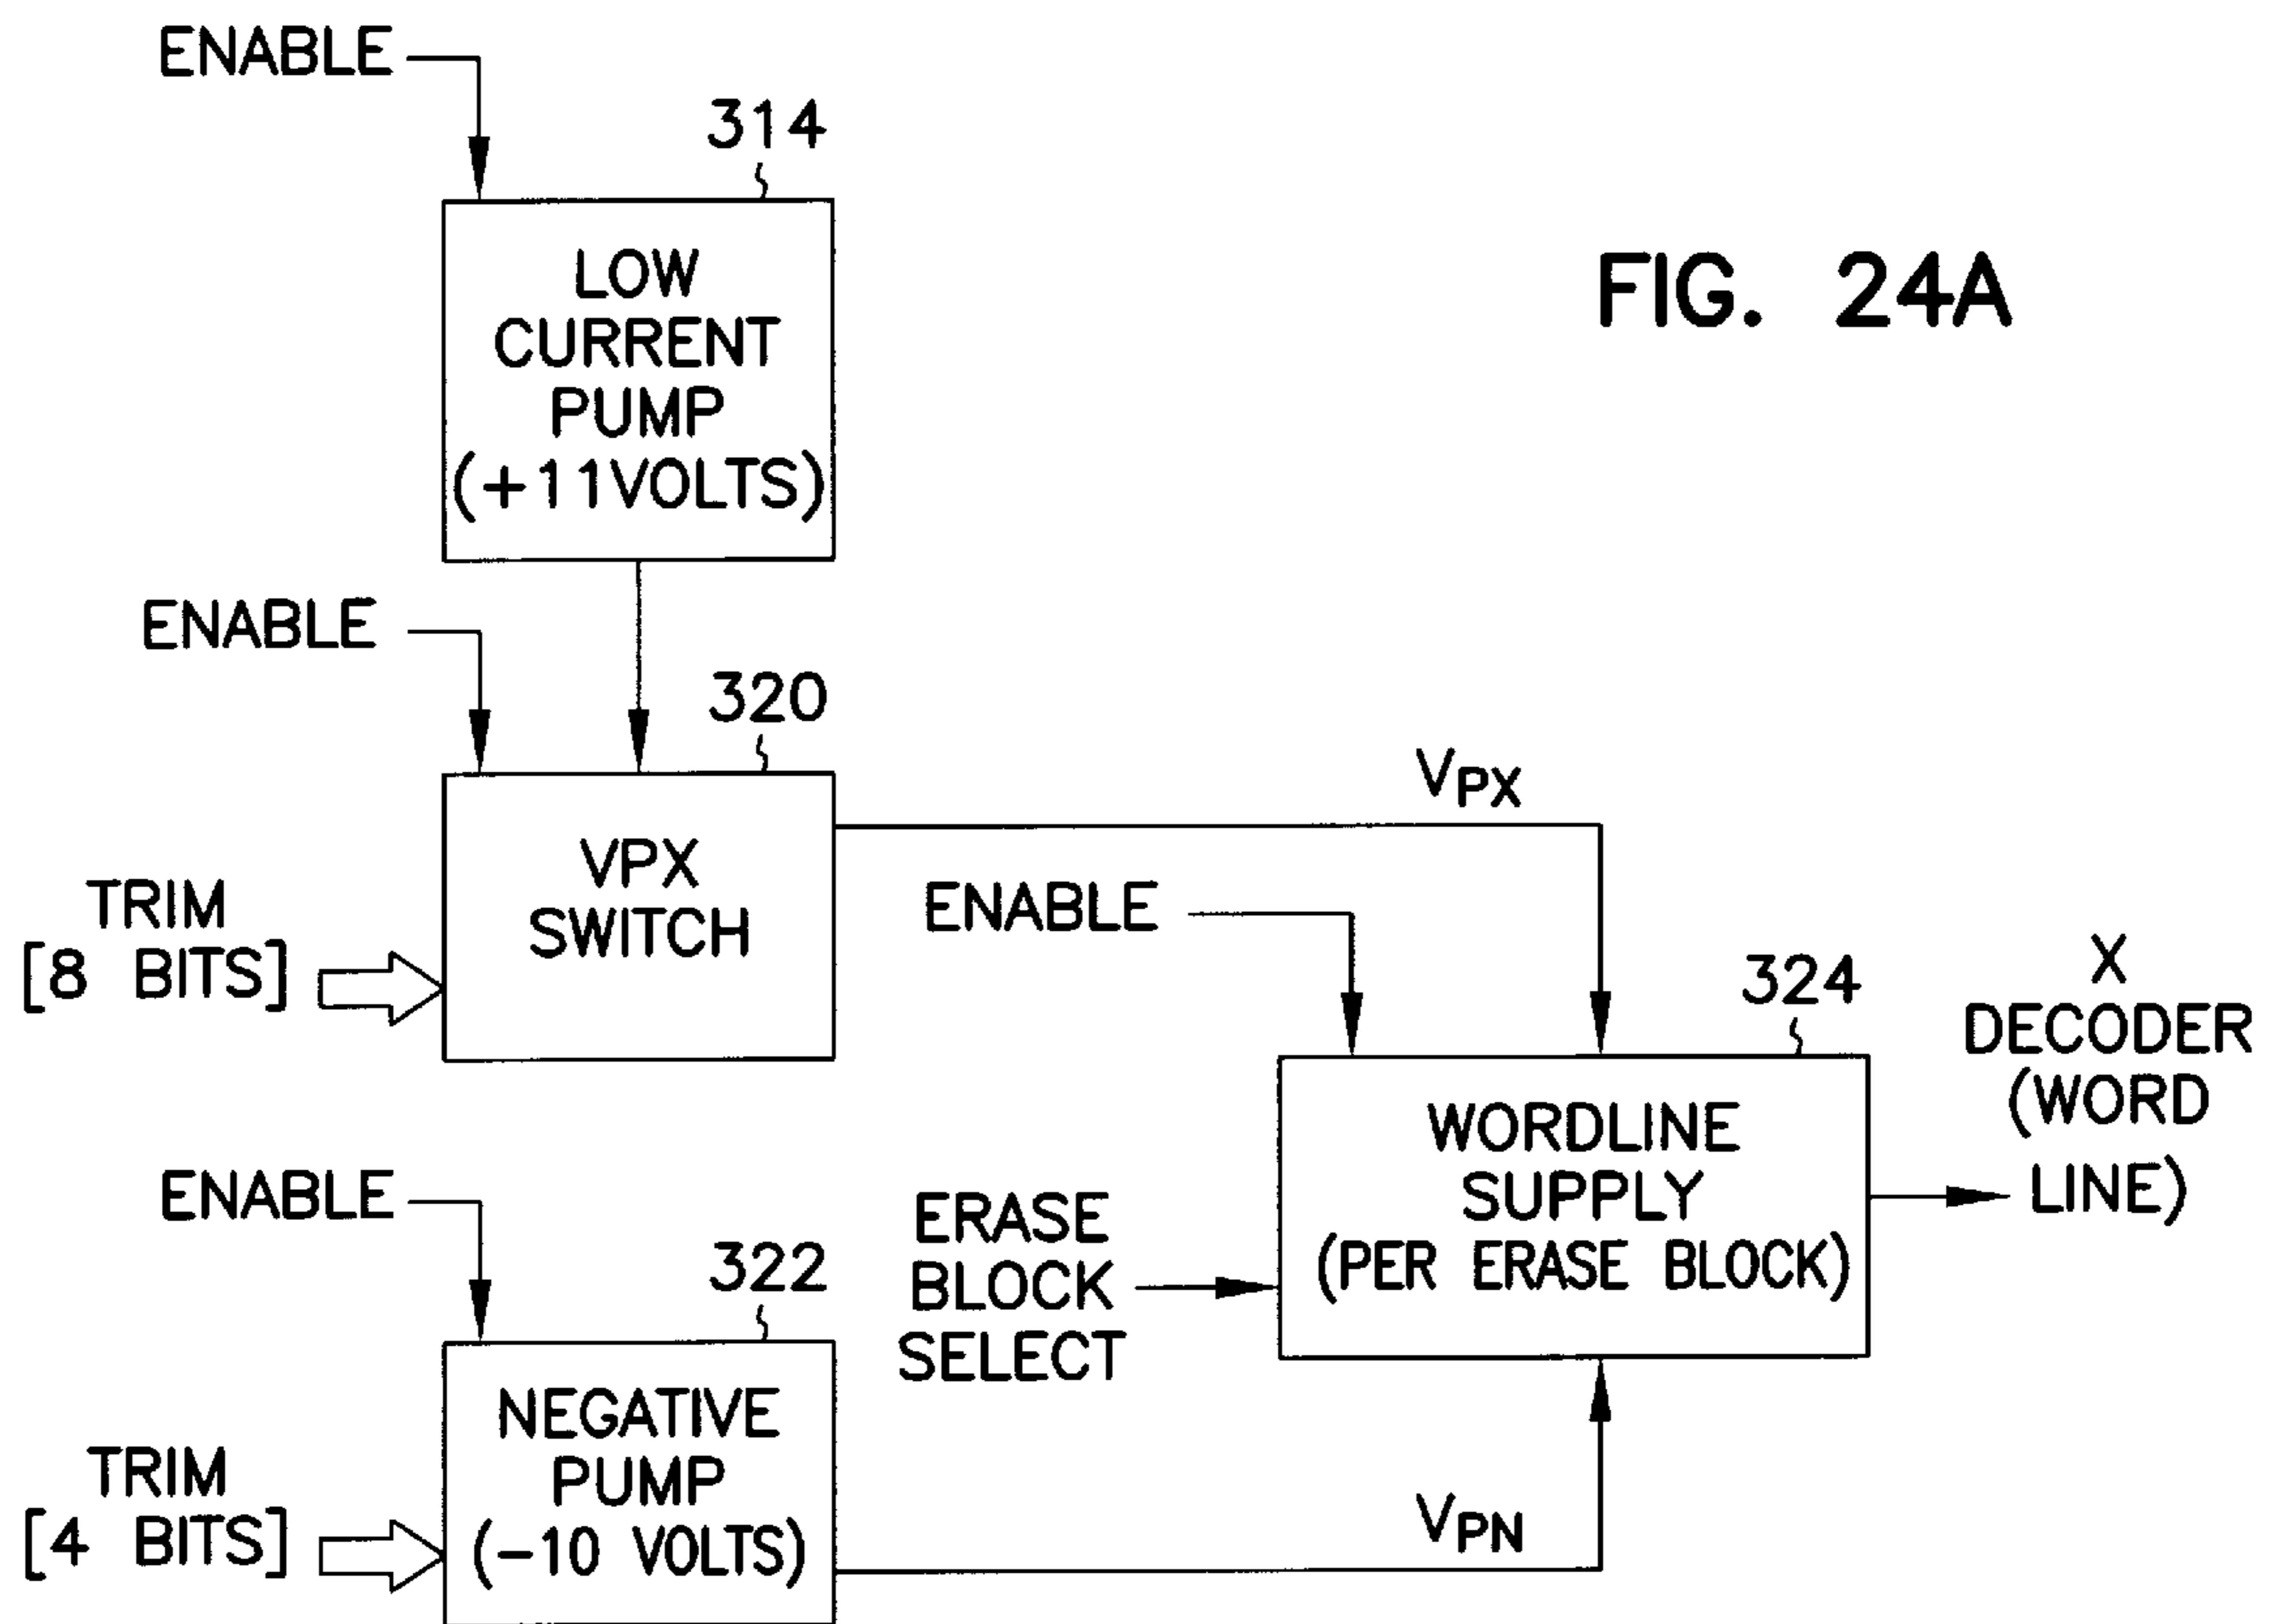 ENABLE
314
LOW
CURRENT
PUMP
(+11VOLTS)
FIG. 24A
ENABLE
320
VPX
SWITCH
TRIM
[8 BITS]
VPX
ENABLE
324
X
DECODER
(WORD
LINE)
WORDLINE
SUPPLY
(PER ERASE BLOCK)
ERASE
BLOCK
SELECT
ENABLE
322
NEGATIVE
PUMP
(-10 VOLTS)
TRIM
[4 BITS]
VPN